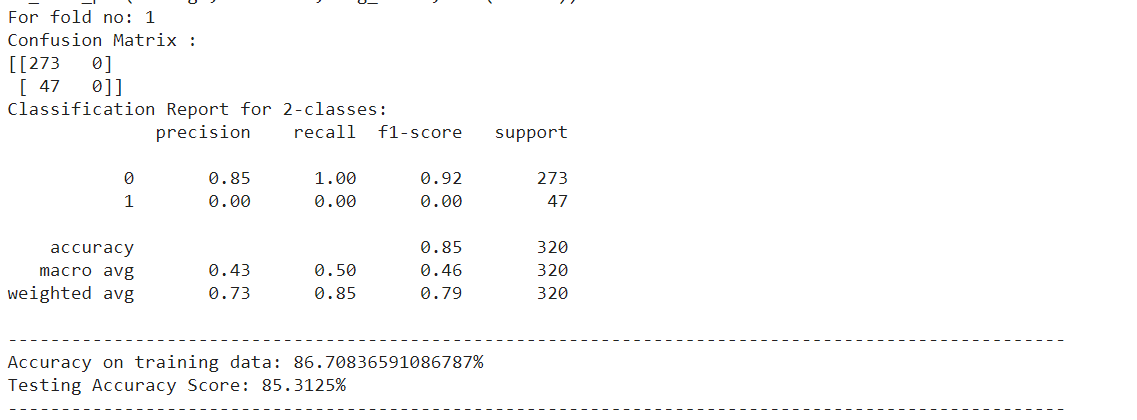 For fold no: 1
Confusion Matrix :
[[273   0]
 [ 47   0]]
Classification Report for 2-classes:
              precision    recall  f1-score   support

           0       0.85      1.00      0.92       273
           1       0.00      0.00      0.00        47

    accuracy                           0.85       320
   macro avg       0.43      0.50      0.46       320
weighted avg       0.73      0.85      0.79       320

----------------------------------------------------------------------------------------------------
Accuracy on training data: 86.70836591086787%
Testing Accuracy Score: 85.3125%
----------------------------------------------------------------------------------------------------